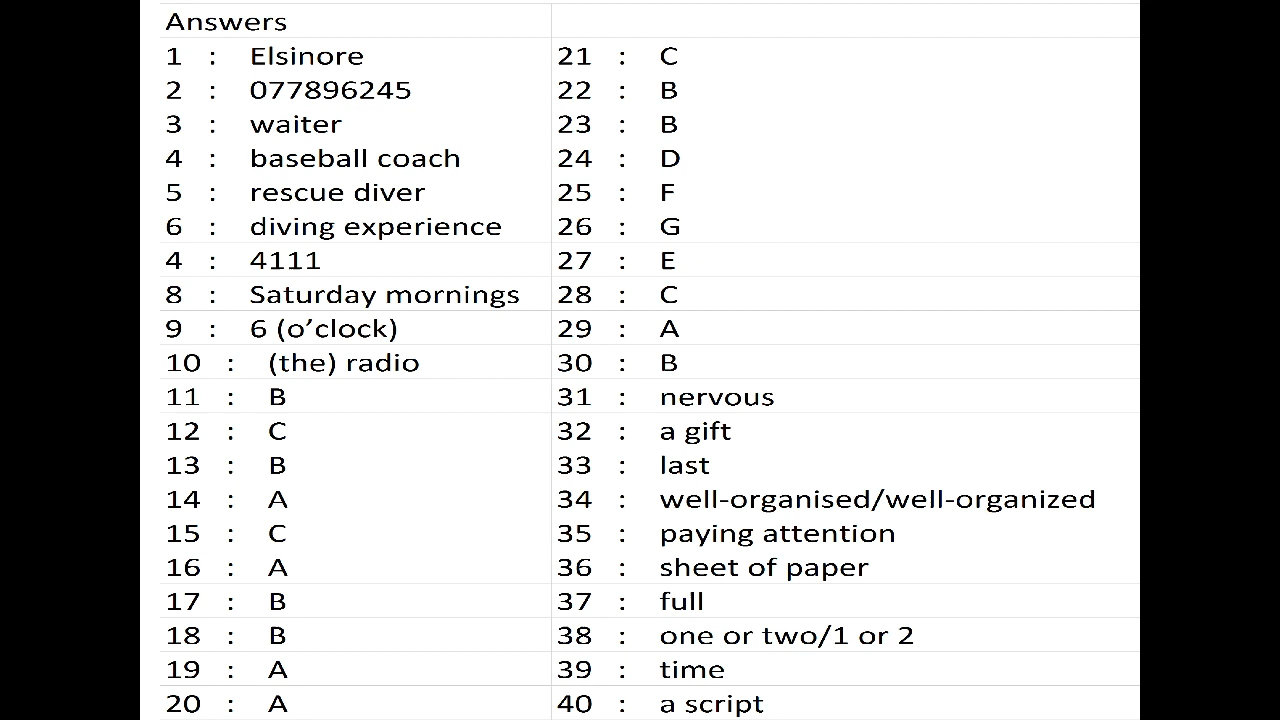 Answers
1 : Elsinore
2 : 077896245
3 : waiter
4 : baseball coach
5 : rescue diver
6 : diving experience
4 : 4111
8 : Saturday mornings
9 : 6 (o’clock)
10 : (the) radio
11 : B
12 : C
13 : B
14 : A
15 : C
16 : A
17 : B
18 : B
19 : A
20 : A
21 : C
22 : B
23 : B
24 : D
25 : F
26 : G
27 : E
28 : C
29 : A
30 : B
31 : nervous
32 : a gift
33 : last
34 : well-organised/well-organized
35 : paying attention
36 : sheet of paper
37 : full
38 : one or two/1 or 2
39 : time
40 : a script